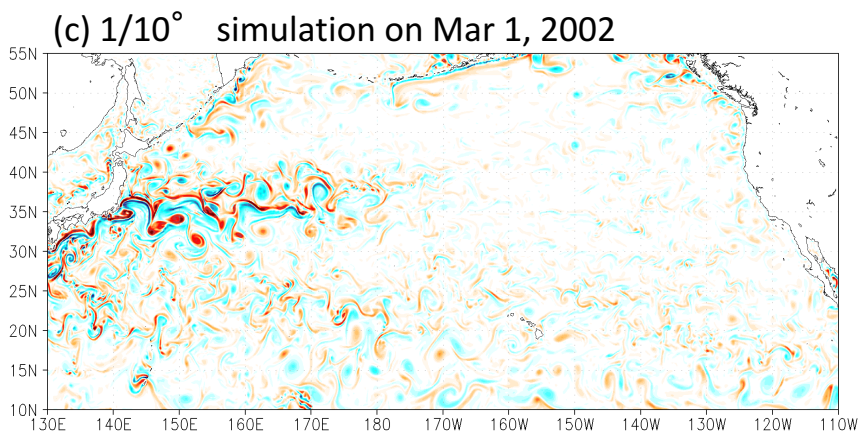 (c) 1/10° simulation on Mar 1, 2002
55N
50N
45N
40N
35N
30N
25N
20N
15N
10N
130E 140E 150E 160E 170E 180 170W 160W 150W 140W 130W 120W 110W